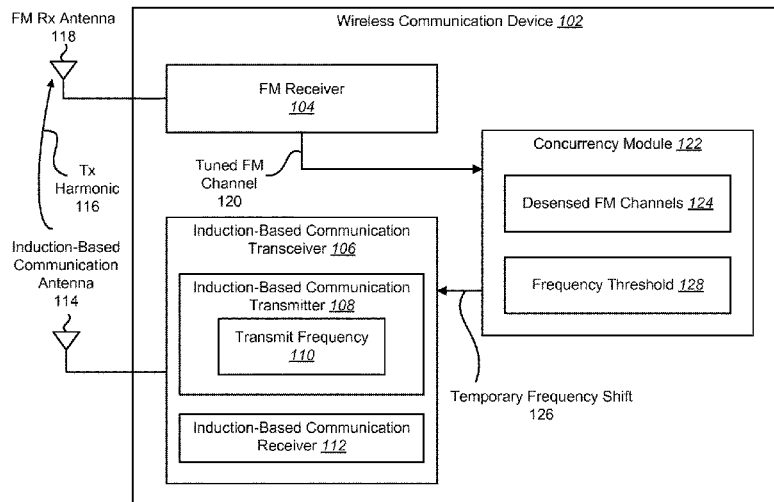 Wireless Communication Device 102
FM Rx Antenna
118
FM Receiver
104
Tx
Harmonic
116
Tuned FM
Channel
120
Concurrency Module 122
Desensed FM Channels 124
Frequency Threshold 128
Induction-Based
Communication
Antenna
114
Induction-Based Communication
Transceiver 106
Induction-Based Communication
Transmitter 108
Transmit Frequency
110
Induction-Based Communication
Receiver 112
Temporary Frequency Shift
126